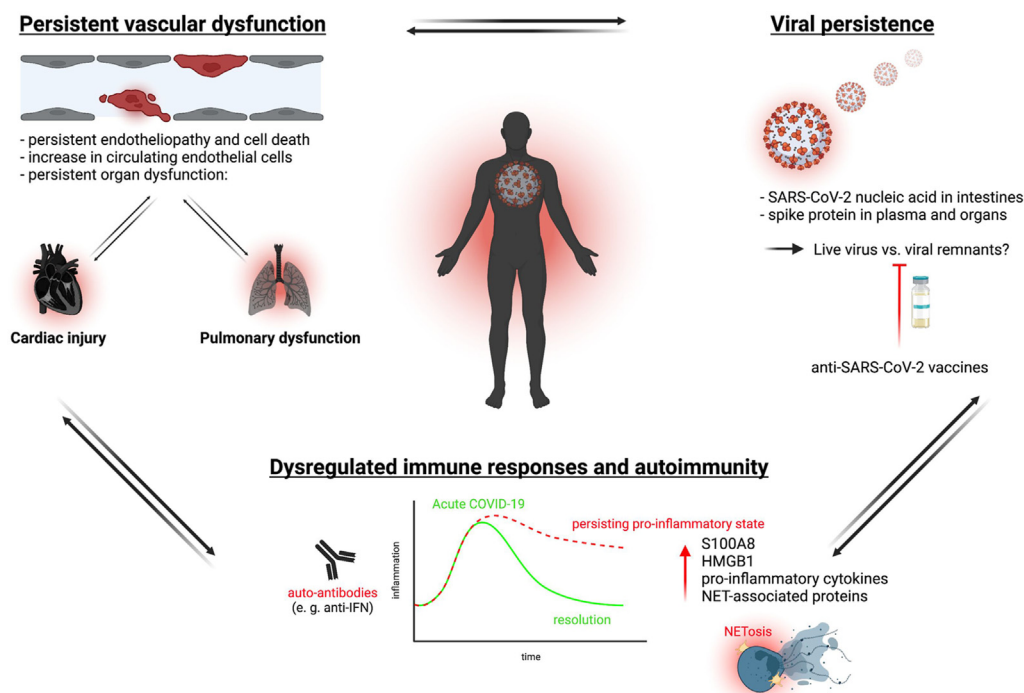 Persistent vascular dysfunction
Viral persistence
- persistent endotheliopathy and cell death
- increase in circulating endothelial cells
- persistent organ dysfunction:
Cardiac injury
Pulmonary dysfunction
- SARS-CoV-2 nucleic acid in intestines
- spike protein in plasma and organs
Live virus vs. viral remnants?
anti-SARS-CoV-2 vaccines
Dysregulated immune responses and autoimmunity
auto-antibodies
(e. g. anti-IFN)
inflammation
Acute COVID-19
persisting pro-inflammatory state
resolution
time
S100A8
HMGB1
pro-inflammatory cytokines
NET-associated proteins
NETosis